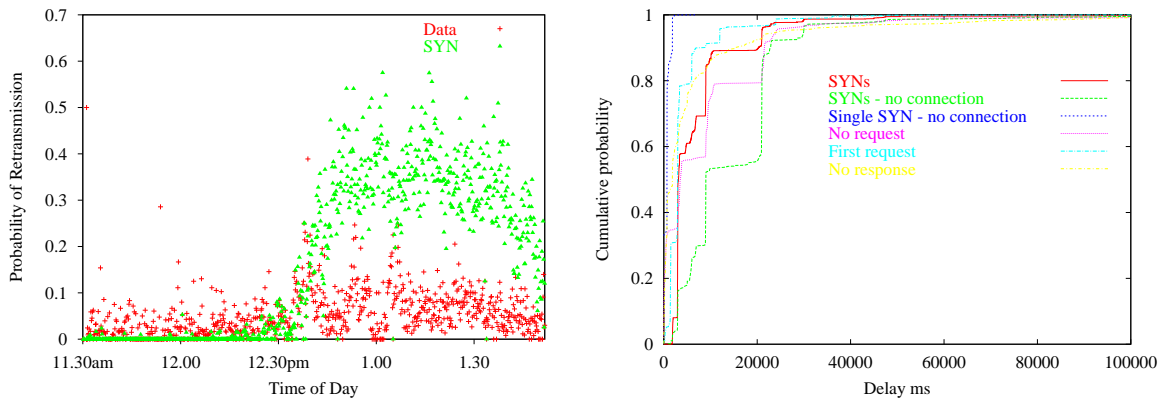 0.7
0.6
0.5
0.4
0.3
0.2
0.1
0
Probability of Retransmission
Data
SYN
11.30am 12.00 12.30pm 1.00 1.30
Time of Day
1
0.8
0.6
0.4
0.2
0
Cumulative probability
SYNs
SYNs - no connection
Single SYN - no connection
No request
First request
No response
0 20000 40000 60000 80000 100000
Delay ms